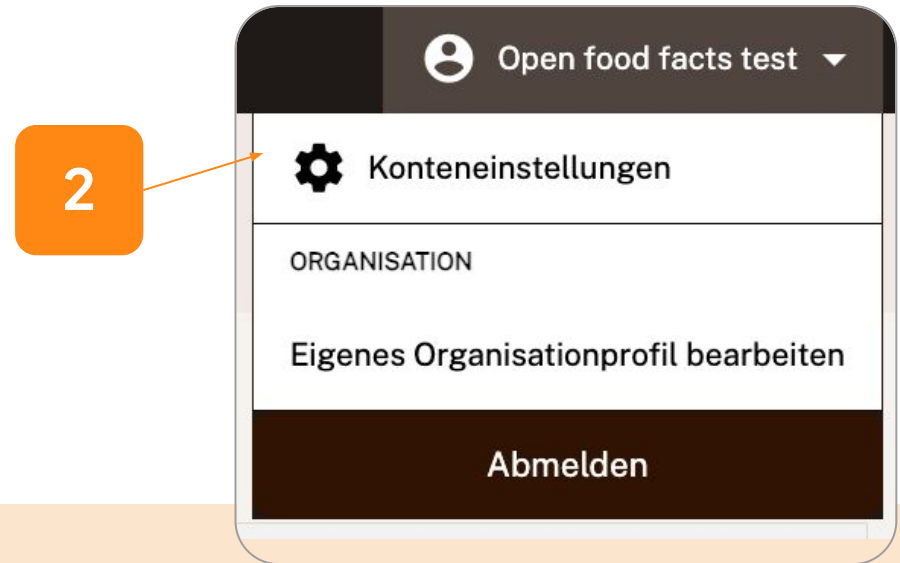 Open food facts test
2
Konteneinstellungen
ORGANISATION
Eigenes Organisationprofil bearbeiten
Abmelden